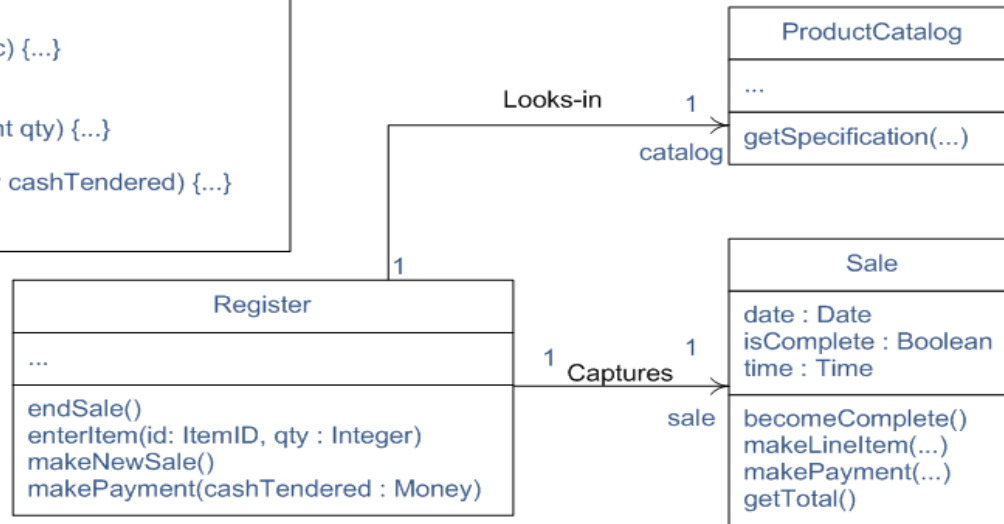 c) {...}
nt qty) {...}
cashTendered) {...}
ProductCatalog
...
getSpecification(...)
Looks-in
1
catalog
1
Register
...
endSale()
enterItem(id: ItemID, qty : Integer)
makeNewSale()
makePayment(cashTendered : Money)
1
Captures
1
sale
Sale
date : Date
isComplete : Boolean
time : Time
becomeComplete()
makeLineItem(...)
makePayment(...)
getTotal()